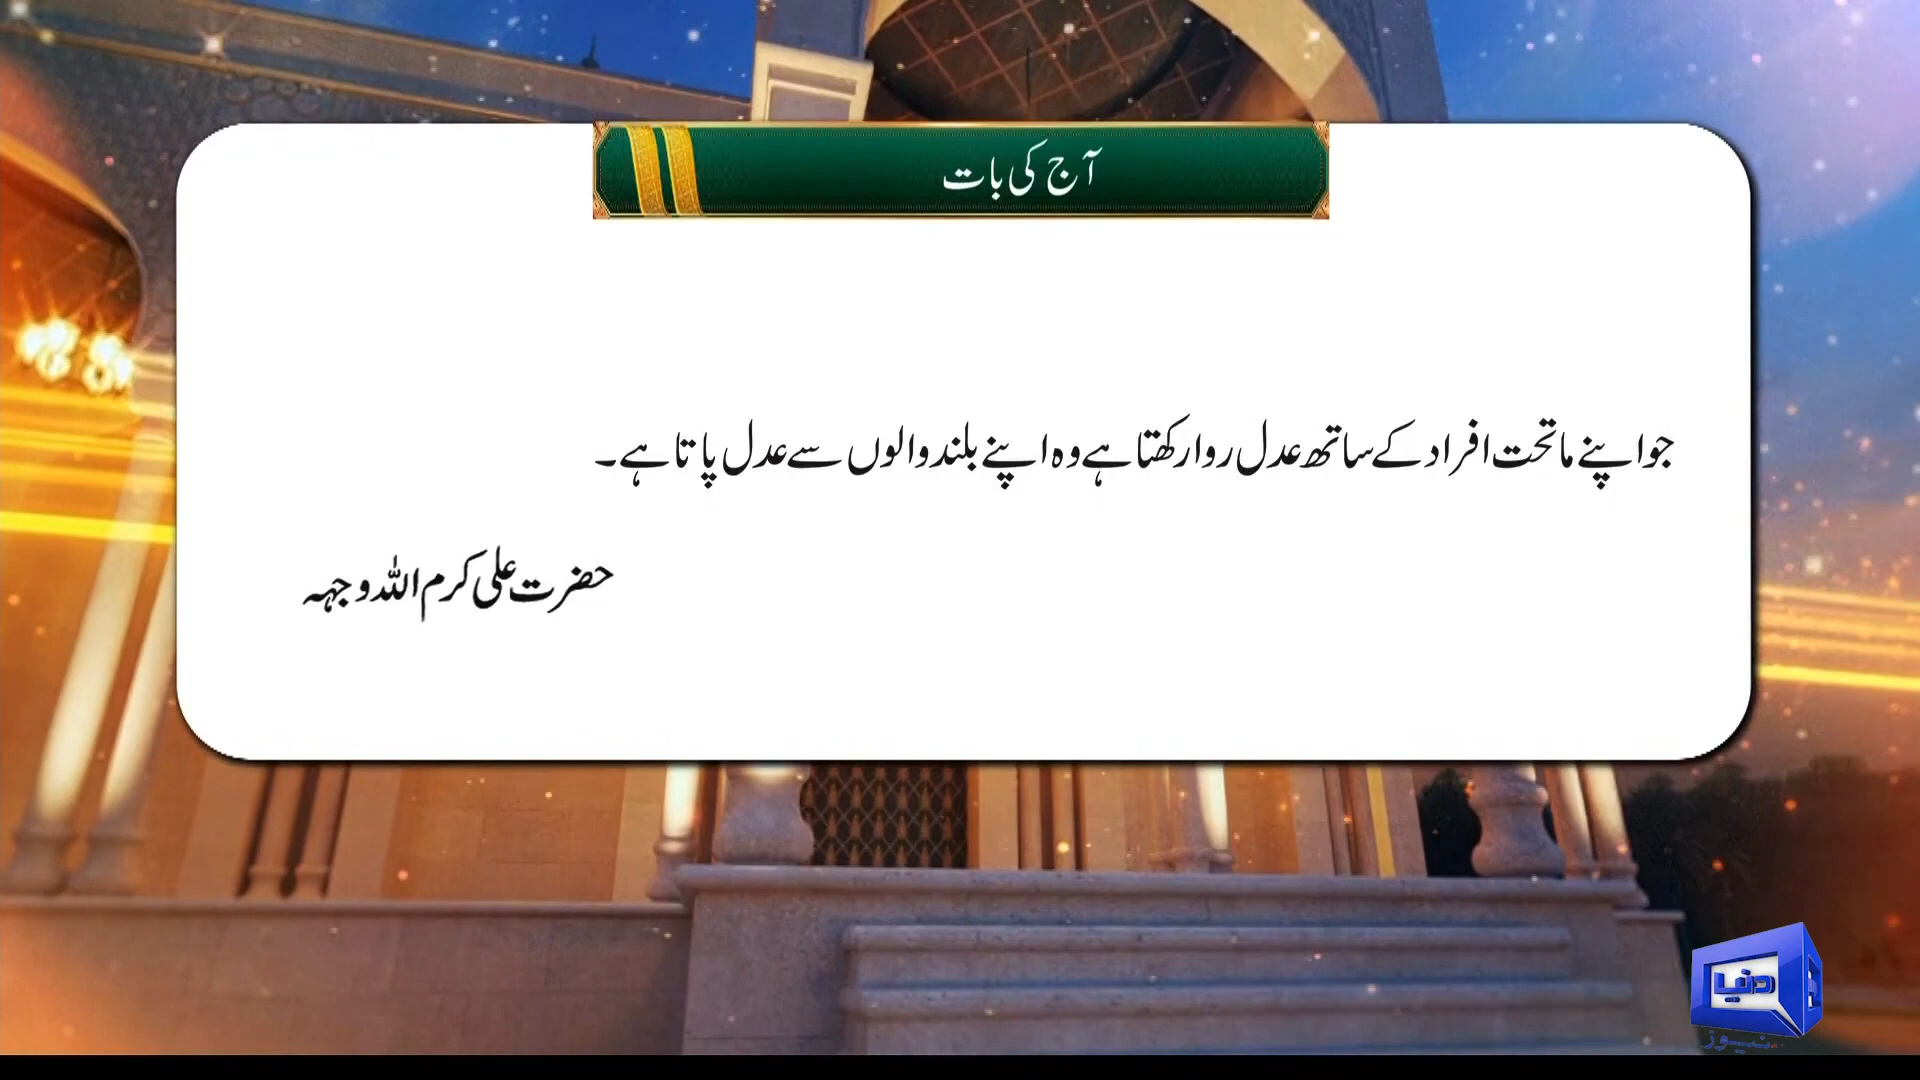 آج کی بات
جو اپنے ماتحت افراد کے ساتھ عدل روا رکھتا ہے وہ اپنے بلند والوں سے عدل پاتا ہے۔
حضرت علی کرم اللہ وجہہ
دنیا
نیوز